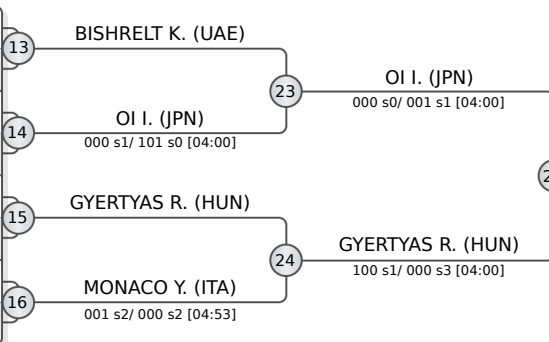 13
BISHRELT K. (UAE)
23
OI I. (JPN)
000 s0/ 001 s1 [04:00]
14
OI I. (JPN)
000 s1/ 101 s0 [04:00]
15
GYERTYAS R. (HUN)
24
GYERTYAS R. (HUN)
100 s1/ 000 s3 [04:00]
16
MONACO Y. (ITA)
001 s2/ 000 s2 [04:53]